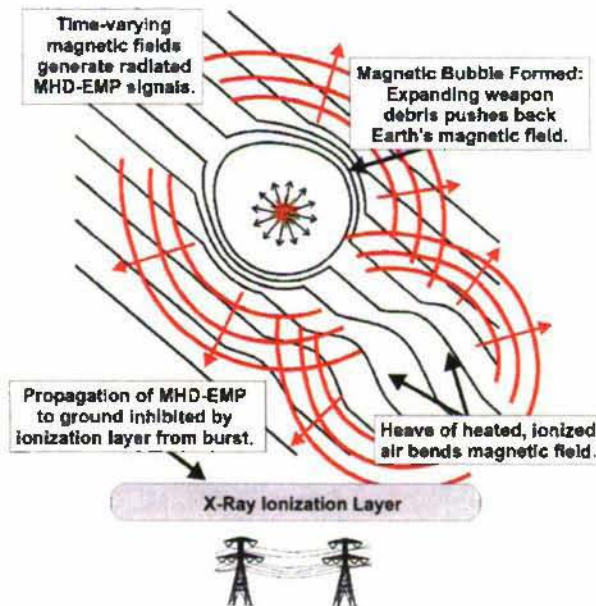 Time-varying
magnetic fields
generate radiated
MHD-EMP signals.
Magnetic Bubble Formed:
Expanding weapon
debris pushes back
Earth's magnetic field.
Propagation of MHD-EMP
to ground inhibited by
ionization layer from burst.
Heave of heated, ionized
air bends magnetic field.
X-Ray Ionization Layer